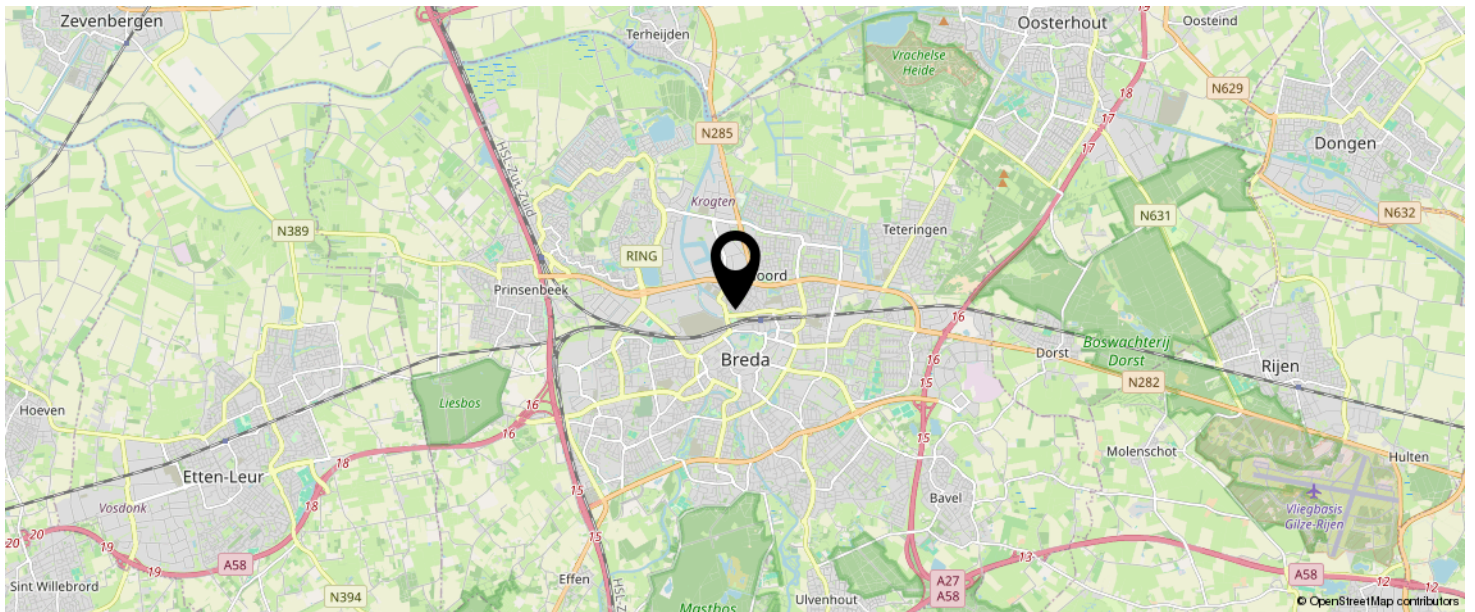 Zevenbergen
Terheijden
Oosterhout
19
Oosteind
Vrachelse
Heide
N629
18
17
17
N285
Dongen
HSL-Zuid
Krogten
N631
N632
N389
RING
Teteringen
Prinsenbeek
16
Boswachterij
Dorst
Dorst
Rijen
Breda
16
N282
15
Hoeven
Liesbos
16
16
15
Etten-Leur
18
18
Molenschot
Hulten
Vosdonk
15
Bavel
Vliegbasis
Gilze-Rijen
20
20
19
19
A58
15
13
A58
12
12
Sint Willebrord
N394
Effen
Mastbos
Ulvenhout
A27
A58
© OpenStreetMap contributors